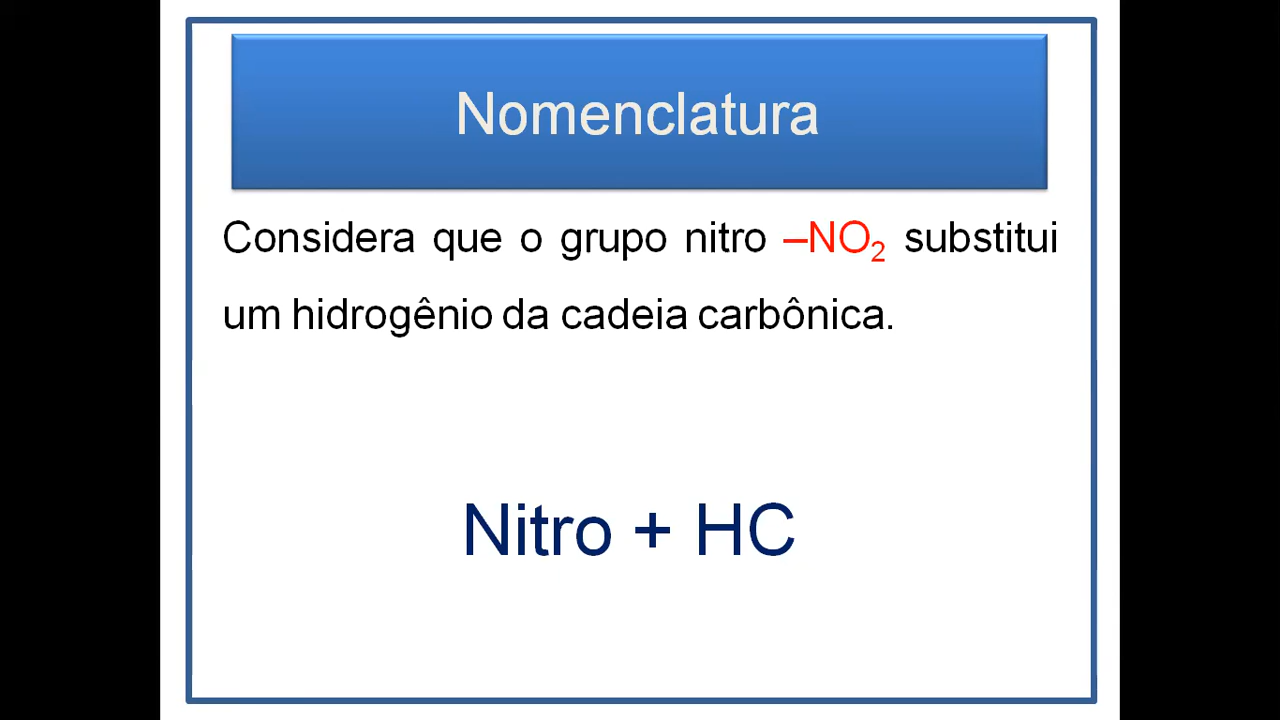 Nomenclatura
Considera que o grupo nitro –NO₂ substitui
um hidrogênio da cadeia carbônica.
Nitro + HC